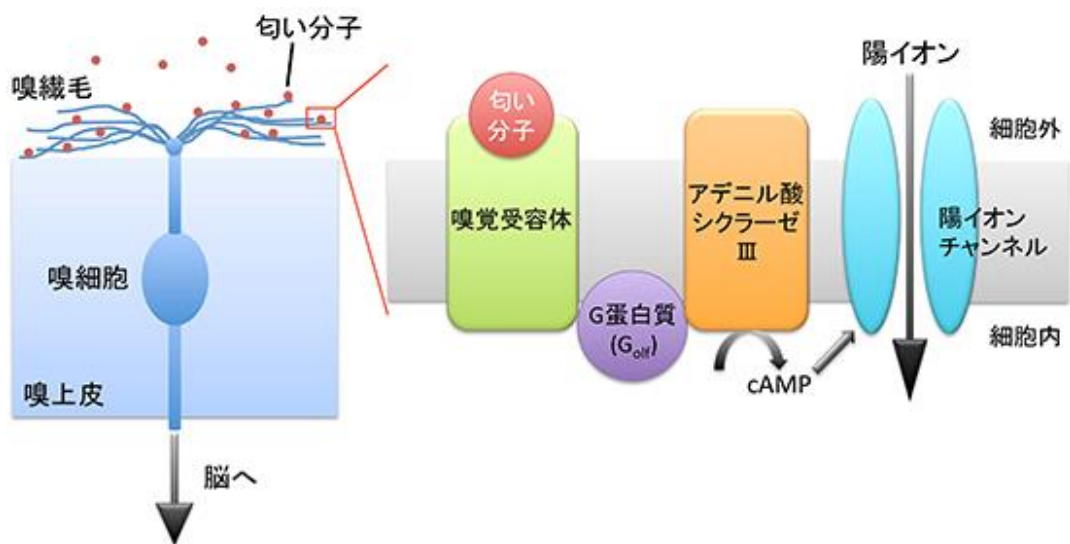 匂い分子
嗅繊毛
嗅細胞
嗅上皮
脳へ
匂い
分子
嗅覚受容体
G蛋白質
(Golf)
アデニル酸
シクラーゼ
Ⅲ
cAMP
陽イオン
細胞外
陽イオン
チャンネル
細胞内